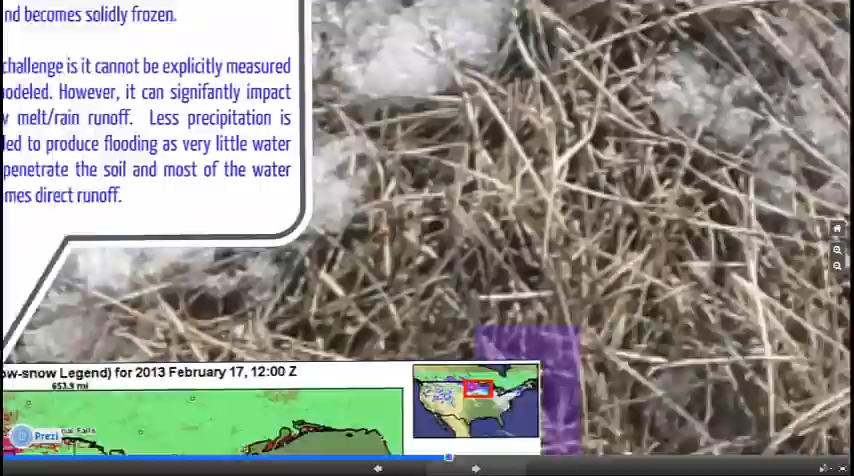 nd becomes solidly frozen.
challenge is it cannot be explicitly measured
odeled. However, it can signifantly impact
melt/rain runoff. Less precipitation is
ed to produce flooding as very little water
penetrate the soil and most of the water
mes direct runoff.
ow-snow Legend) for 2013 February 17, 12:00 Z
653.9 mi
Falls
Prezi